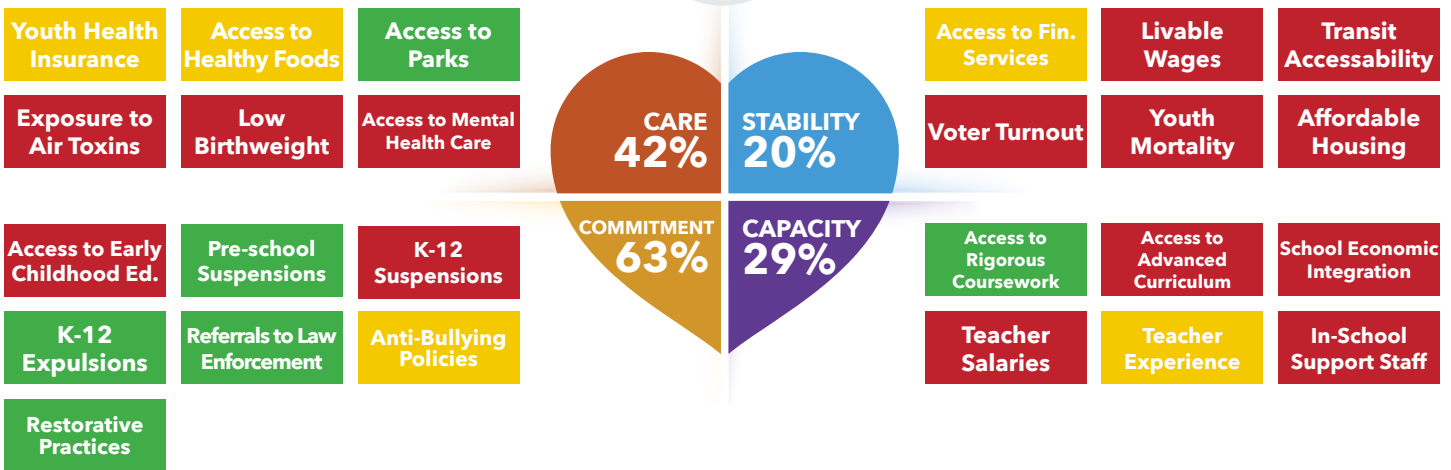 Youth Health
Insurance
Access to
Healthy Foods
Access to
Parks
Exposure to
Air Toxins
Low
Birthweight
Access to Mental
Health Care
CARE
42%
STABILITY
20%
Access to Fin.
Services
Livable
Wages
Transit
Accessability
Voter Turnout
Youth
Mortality
Affordable
Housing
Access to Early
Childhood Ed.
Pre-school
Suspensions
K-12
Suspensions
K-12
Expulsions
Referrals to Law
Enforcement
Anti-Bullying
Policies
Restorative
Practices
COMMITMENT
63%
CAPACITY
29%
Access to
Rigorous
Coursework
Access to
Advanced
Curriculum
School Economic
Integration
Teacher
Salaries
Teacher
Experience
In-School
Support Staff